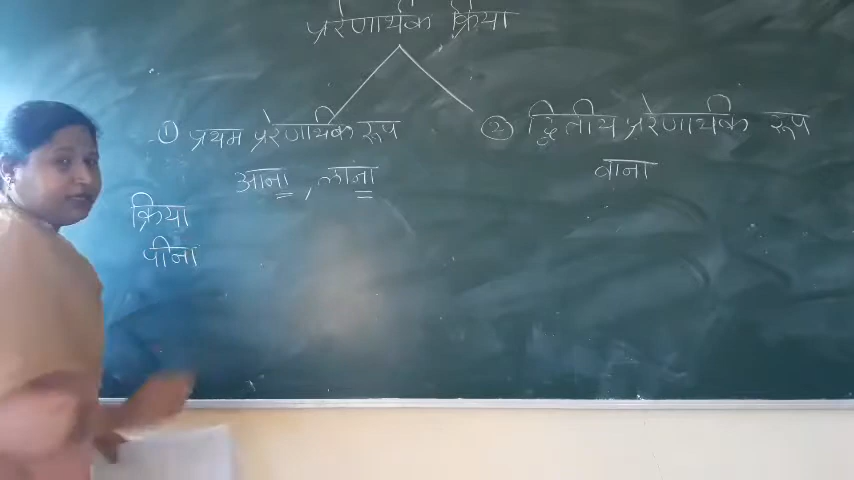 प्रेरणार्थक क्रिया
① प्रथम प्रेरणार्थक रूप
② द्वितीय प्रेरणार्थक रूप
आना , लाना
वाना
क्रिया
पीना